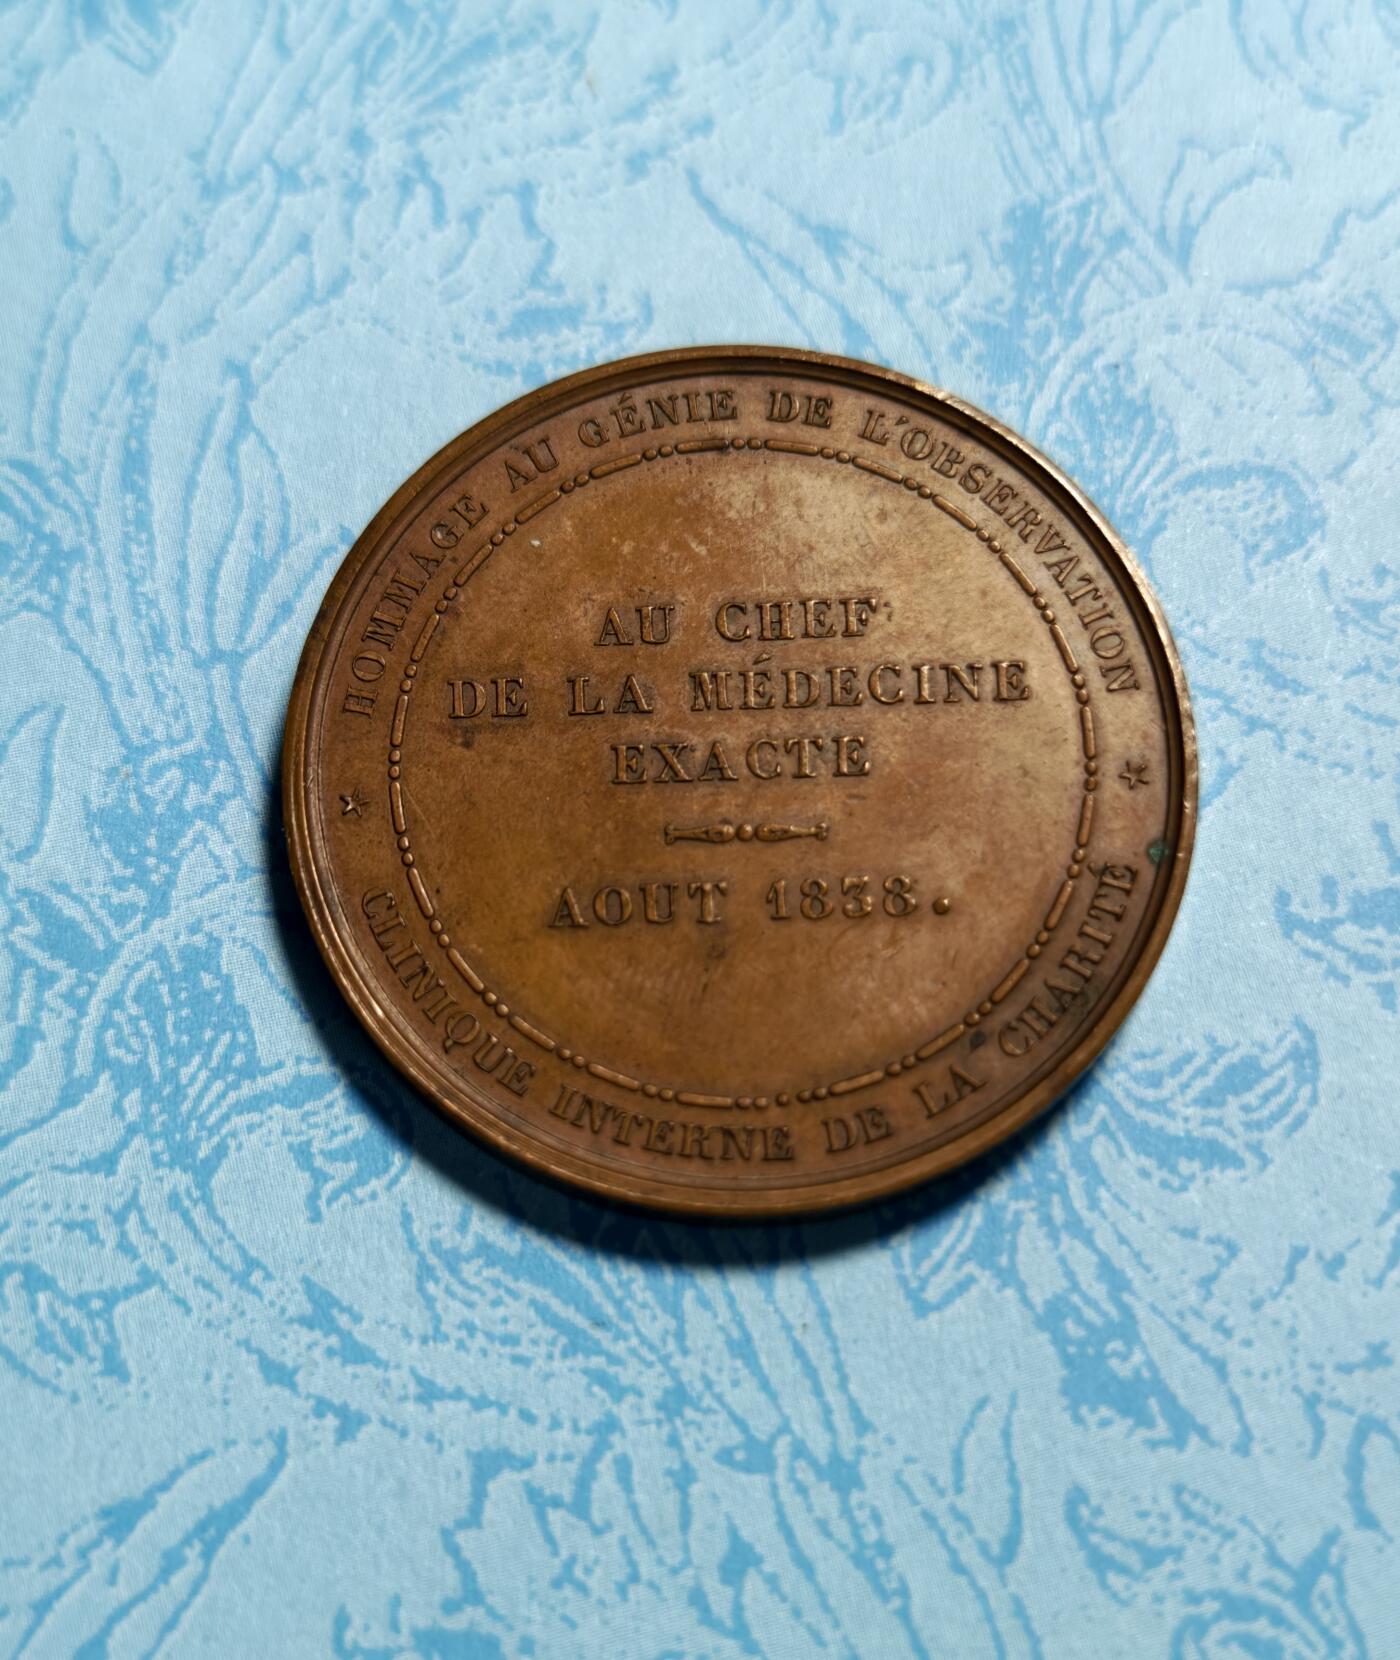 HOMMAGE AU GÉNIE DE L'OBSERVATION
AU CHEF
DE LA MÉDECINE
EXACTE
AOUT 1838.
CLINIQUE INTERNE DE LA CHARITÉ